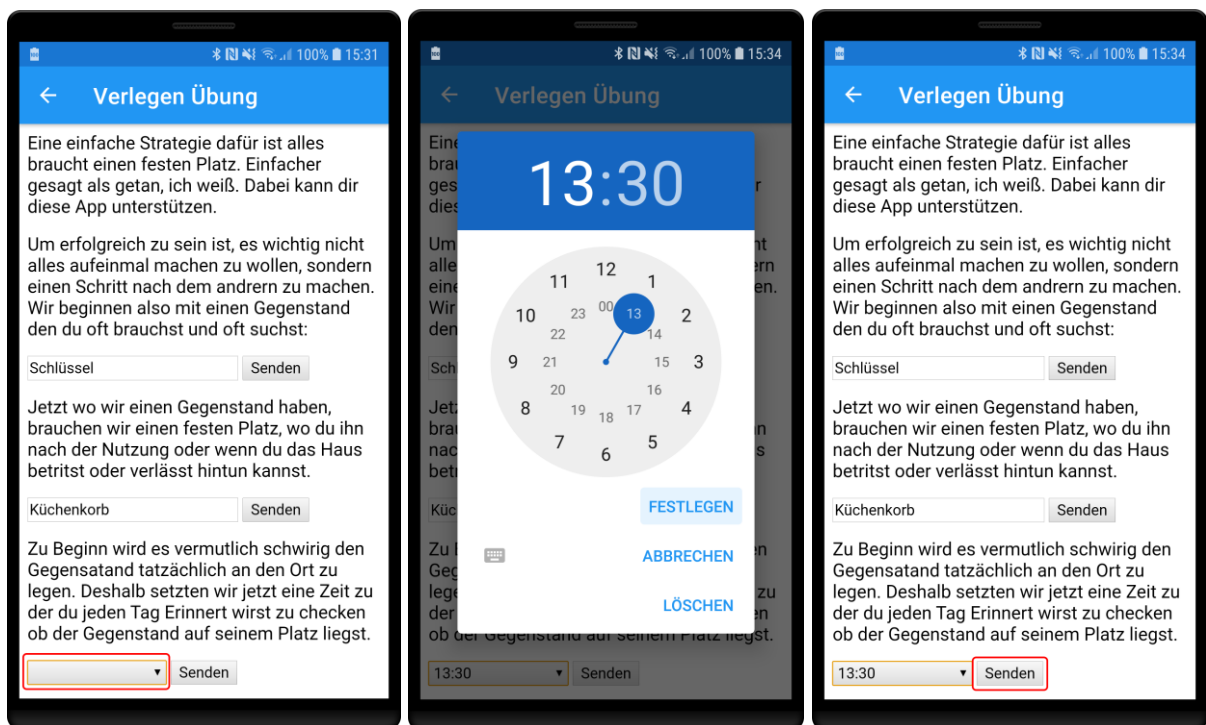 100% 15:31
Verlegen Übung
Eine einfache Strategie dafür ist alles
braucht einen festen Platz. Einfacher
gesagt als getan, ich weiß. Dabei kann dir
diese App unterstützen.
Um erfolgreich zu sein ist, es wichtig nicht
alles aufeinmal machen zu wollen, sondern
einen Schritt nach dem andrern zu machen.
Wir beginnen also mit einen Gegenstand
den du oft brauchst und oft suchst:
Schlüssel Senden
Jetzt wo wir einen Gegenstand haben,
brauchen wir einen festen Platz, wo du ihn
nach der Nutzung oder wenn du das Haus
betritst oder verlässt hintun kannst.
Küchenkorb Senden
Zu Beginn wird es vermutlich schwirig den
Gegensatand tatzächlich an den Ort zu
legen. Deshalb setzten wir jetzt eine Zeit zu
der du jeden Tag Erinnert wirst zu checken
ob der Gegenstand auf seinem Platz liegst.
Senden
100% 15:34
Verlegen Übung
13:30
12
11 1
00
23 13
10 2
22 14
9 21 15 3
20 16
8 4
19 17
18
7 5
6
FESTLEGEN
ABBRECHEN
LÖSCHEN
ob der Gegenstand auf seinem Platz liegst.
13:30 Senden
100% 15:34
Verlegen Übung
Eine einfache Strategie dafür ist alles
braucht einen festen Platz. Einfacher
gesagt als getan, ich weiß. Dabei kann dir
diese App unterstützen.
Um erfolgreich zu sein ist, es wichtig nicht
alles aufeinmal machen zu wollen, sondern
einen Schritt nach dem andrern zu machen.
Wir beginnen also mit einen Gegenstand
den du oft brauchst und oft suchst:
Schlüssel Senden
Jetzt wo wir einen Gegenstand haben,
brauchen wir einen festen Platz, wo du ihn
nach der Nutzung oder wenn du das Haus
betritst oder verlässt hintun kannst.
Küchenkorb Senden
Zu Beginn wird es vermutlich schwirig den
Gegensatand tatzächlich an den Ort zu
legen. Deshalb setzten wir jetzt eine Zeit zu
der du jeden Tag Erinnert wirst zu checken
ob der Gegenstand auf seinem Platz liegst.
13:30 Senden